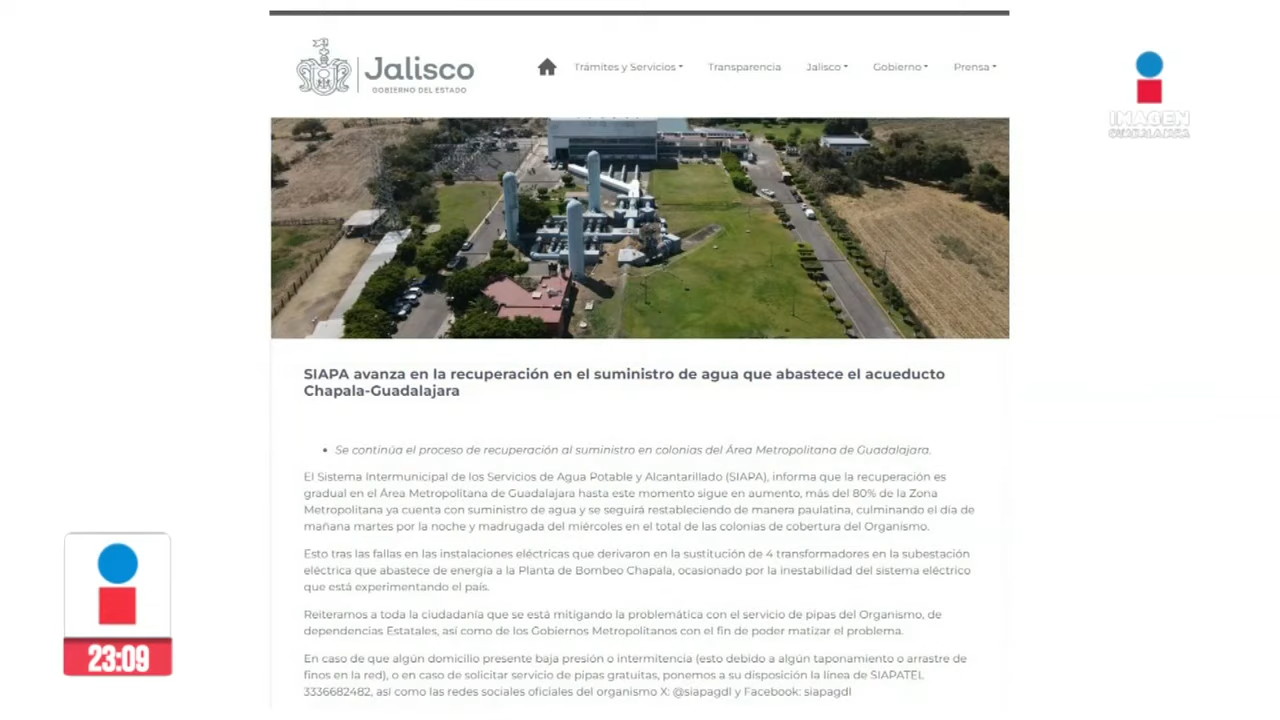 Jalisco
GOBIERNO DEL ESTADO
Trámites y Servicios
Transparencia
Jalisco
Gobierno
Prensa
IMAGEN
GUADALAJARA
SIAPA avanza en la recuperación en el suministro de agua que abastece el acueducto
Chapala-Guadalajara
• Se continúa el proceso de recuperación al suministro en colonias del Área Metropolitana de Guadalajara.
El Sistema Intermunicipal de los Servicios de Agua Potable y Alcantarillado (SIAPA), informa que la recuperación es
gradual en el Área Metropolitana de Guadalajara hasta este momento sigue en aumento, más del 80% de la Zona
Metropolitana ya cuenta con suministro de agua y se seguirá restableciendo de manera paulatina, culminando el día de
mañana martes por la noche y madrugada del miércoles en el total de las colonias de cobertura del Organismo.
Esto tras las fallas en las instalaciones eléctricas que derivaron en la sustitución de 4 transformadores en la subestación
eléctrica que abastece de energía a la Planta de Bombeo Chapala, ocasionado por la inestabilidad del sistema eléctrico
que está experimentando el país.
Reiteramos a toda la ciudadanía que se está mitigando la problemática con el servicio de pipas del Organismo, de
dependencias Estatales, así como de los Gobiernos Metropolitanos con el fin de poder matizar el problema.
En caso de que algún domicilio presente baja presión o intermitencia (esto debido a algún taponamiento o arrastre de
finos en la red), o en caso de solicitar servicio de pipas gratuitas, ponemos a su disposición la línea de SIAPATEL
3336682482, así como las redes sociales oficiales del organismo X: @siapagdl y Facebook: siapagdl
23:09